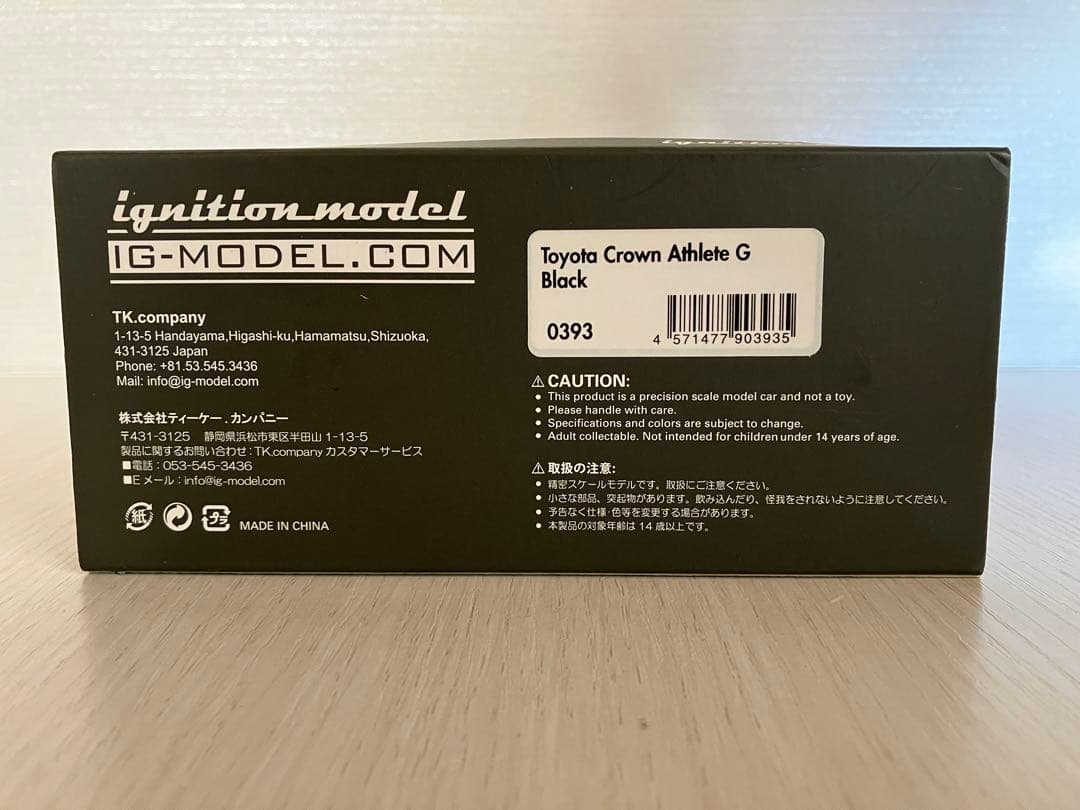 ignition model
IG-MODEL.COM
TK.company
1-13-5 Handayama,Higashi-ku,Hamamatsu,Shizuoka,
431-3125 Japan
Phone: +81.53.545.3436
Mail: info@ig-model.com
株式会社ティーケー.カンパニー
〒431-3125 静岡県浜松市東区半田山1-13-5
製品に関するお問い合わせ:TK.company カスタマーサービス
■電話:053-545-3436
■Eメール:info@ig-model.com
紙
プラ
MADE IN CHINA
Toyota Crown Athlete G
Black
0393
4 571477 903935
⚠CAUTION:
● This product is a precision scale model car and not a toy.
● Please handle with care.
● Specifications and colors are subject to change.
● Adult collectable. Not intended for children under 14 years of age.
⚠取扱の注意:
● 精密スケールモデルです。取扱にご注意ください。
● 小さな部品、突起物があります。飲み込んだり、怪我をされないように注意してください。
● 予告なく仕様・色等を変更する場合があります。
● 本製品の対象年齢は14歳以上です。